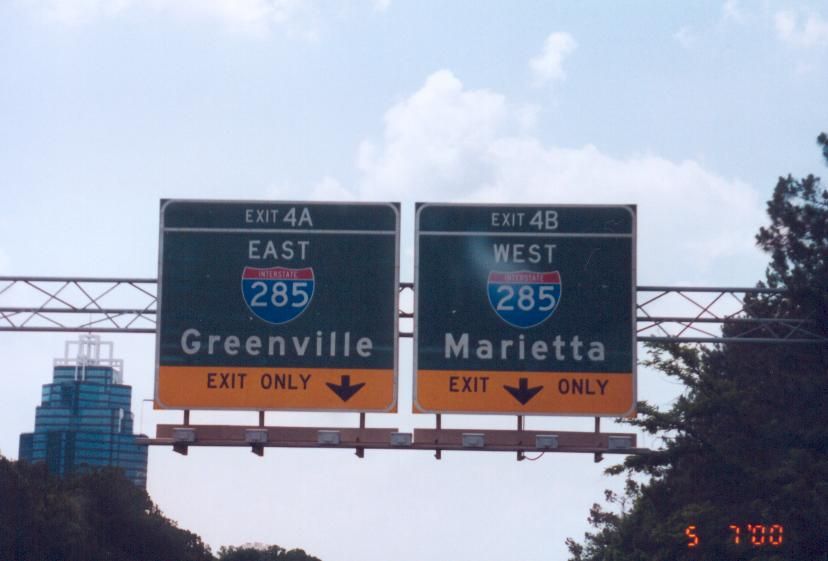 EXIT 4A
EAST
INTERSTATE
285
Greenville
EXIT ONLY
EXIT 4B
WEST
INTERSTATE
285
Marietta
EXIT ONLY
5 7'00